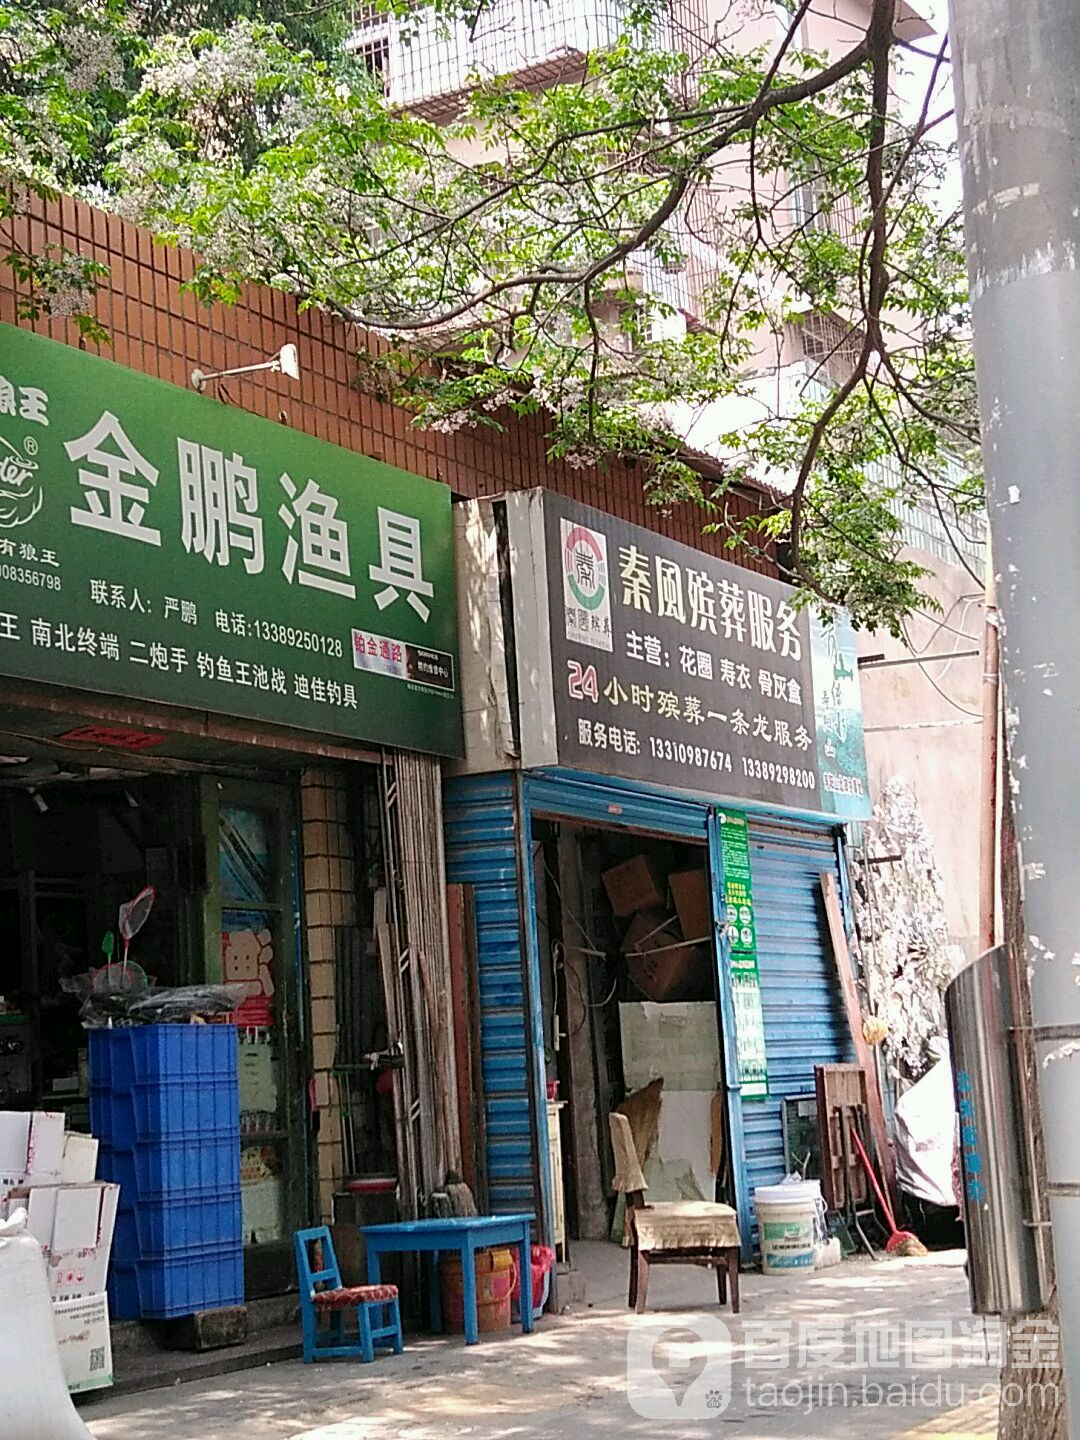 狼王
®
金鹏渔具
有狼王
08356798
联系人：严鹏 电话:13389250128
王 南北终端 二炮手 钓鱼王池战 迪佳钓具
铂金通路
秦
秦风殡葬服务
主营：花圈 寿衣 骨灰盒
24小时殡葬一条龙服务
服务电话：13310987674 13389298200
百度地图淘金
taojin.baidu.com